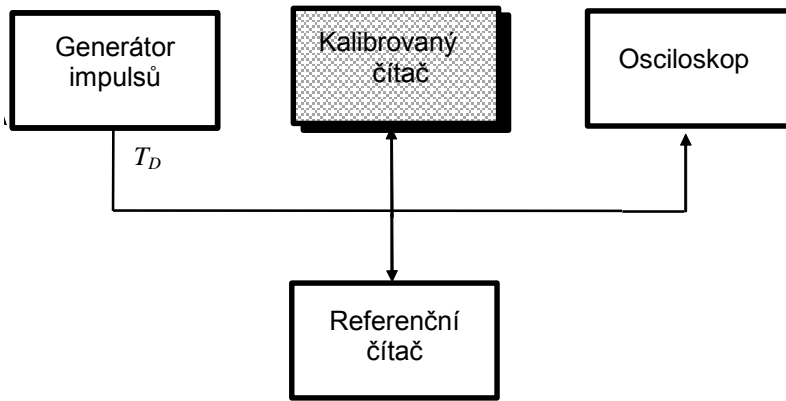 Generátor
impulsů
Kalibrovaný
čítač
Osciloskop
T_D
Referenční
čítač